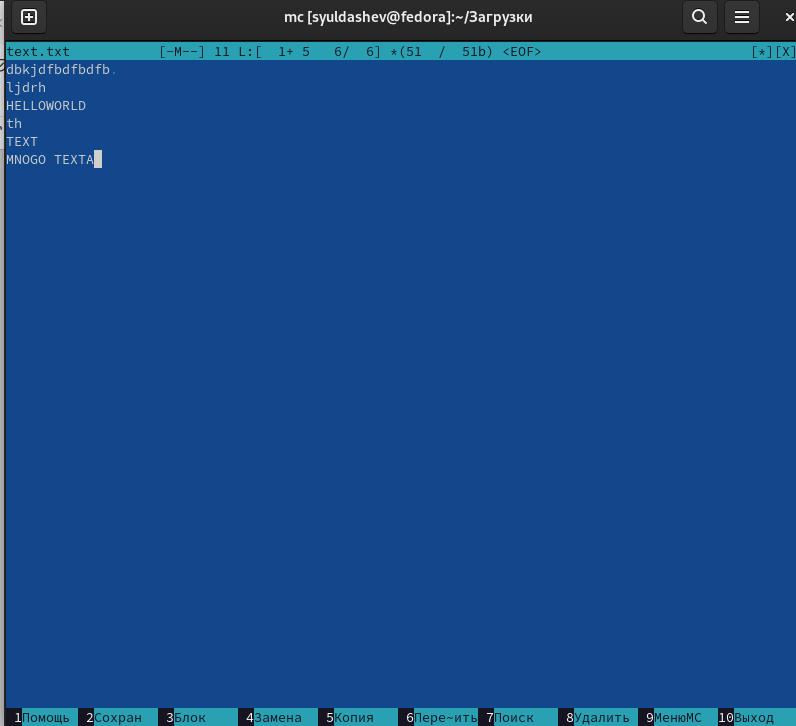 mc [syuldashev@fedora]:~/Загрузки
text.txt [-M--] 11 L:[ 1+ 5 6/ 6] *(51 / 51b) <EOF> [*][X]
dbkjdfbdfbdfb.
ljdrh
HELLOWORLD
th
TEXT
MNOGO TEXTA
1Помощь 2Сохран 3Блок 4Замена 5Копия 6Пере~ить 7Поиск 8Удалить 9МенюMC 10Выход